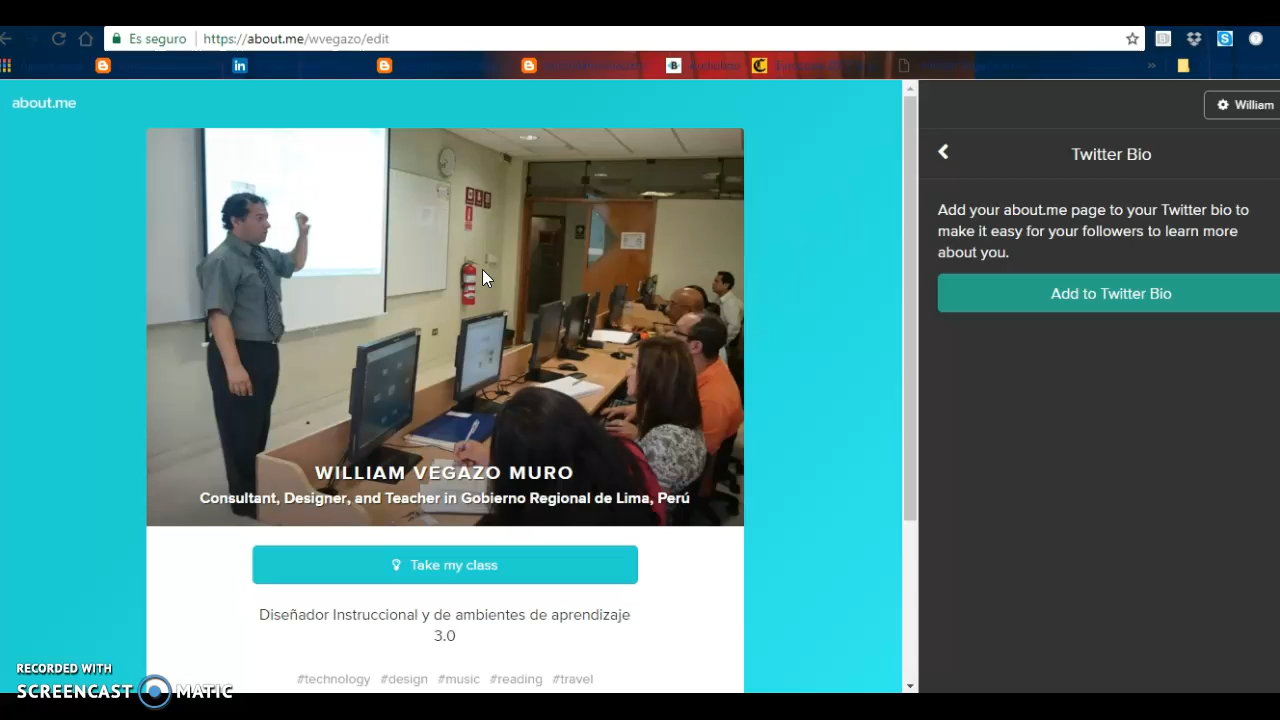 Es seguro
https://about.me/wvegazo/edit
about.me
William
Twitter Bio
Add your about.me page to your Twitter bio to
make it easy for your followers to learn more
about you.
Add to Twitter Bio
WILLIAM VEGAZO MURO
Consultant, Designer, and Teacher in Gobierno Regional de Lima, Perú
Take my class
Diseñador Instruccional y de ambientes de aprendizaje
3.0
#technology #design #music #reading #travel
RECORDED WITH
SCREENCAST MATIC